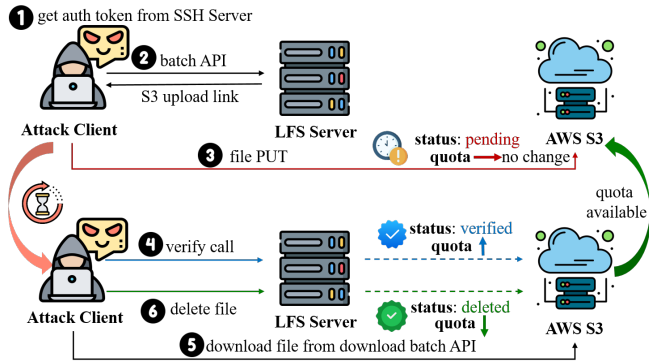 1 get auth token from SSH Server
2 batch API
S3 upload link
Attack Client
LFS Server
AWS S3
status: pending
quota no change
3 file PUT
quota
available
4 verify call
status: verified
quota
6 delete file
status: deleted
quota
Attack Client
LFS Server
AWS S3
5 download file from download batch API